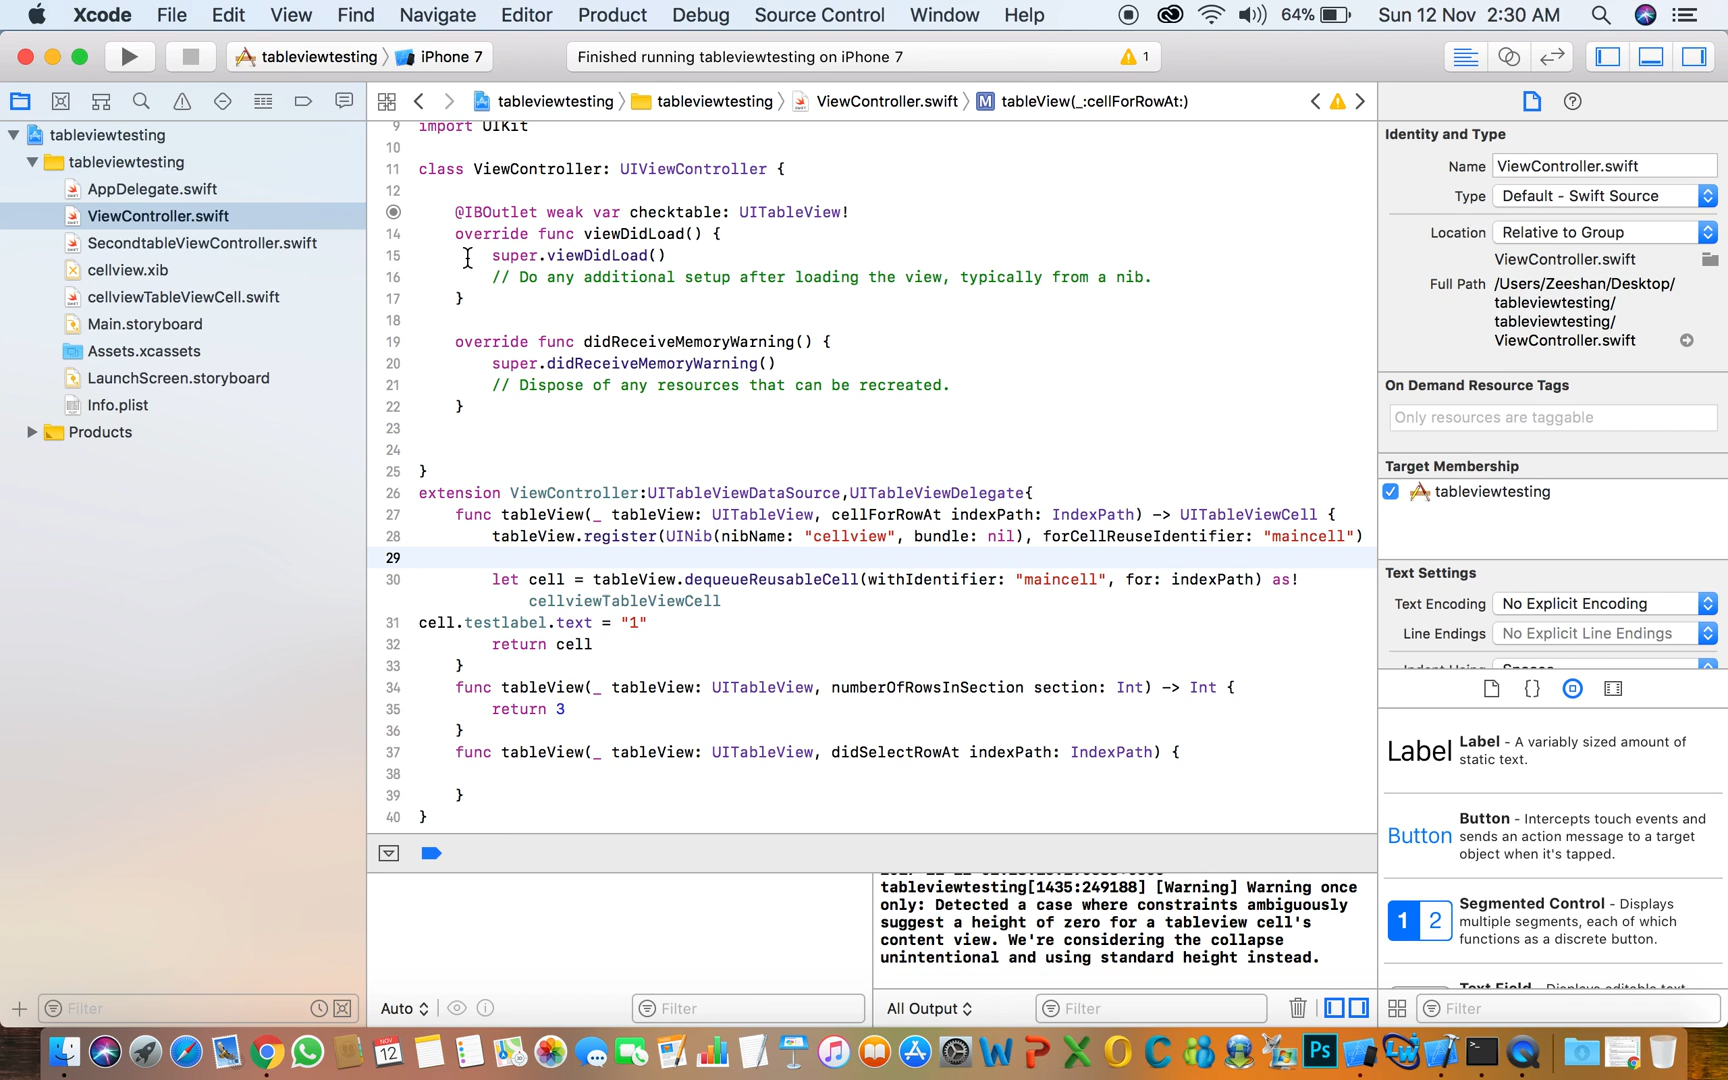 Xcode File Edit View Find Navigate Editor Product Debug Source Control Window Help 64% Sun 12 Nov 2:30 AM
tableviewtesting iPhone 7 Finished running tableviewtesting on iPhone 7 1
tableviewtesting tableviewtesting ViewController.swift M tableView(_:cellForRowAt:)
tableviewtesting
tableviewtesting
AppDelegate.swift
ViewController.swift
SecondtableViewController.swift
cellview.xib
cellviewTableViewCell.swift
Main.storyboard
Assets.xcassets
LaunchScreen.storyboard
Info.plist
Products
Filter
9 import UIKit
10
11 class ViewController: UIViewController {
12
@IBOutlet weak var checktable: UITableView!
14 override func viewDidLoad() {
15 super.viewDidLoad()
16 // Do any additional setup after loading the view, typically from a nib.
17 }
18
19 override func didReceiveMemoryWarning() {
20 super.didReceiveMemoryWarning()
21 // Dispose of any resources that can be recreated.
22 }
23
24
25 }
26 extension ViewController:UITableViewDataSource,UITableViewDelegate{
27 func tableView(_ tableView: UITableView, cellForRowAt indexPath: IndexPath) -> UITableViewCell {
28 tableView.register(UINib(nibName: "cellview", bundle: nil), forCellReuseIdentifier: "maincell")
29
30 let cell = tableView.dequeueReusableCell(withIdentifier: "maincell", for: indexPath) as!
cellviewTableViewCell
31 cell.testlabel.text = "1"
32 return cell
33 }
34 func tableView(_ tableView: UITableView, numberOfRowsInSection section: Int) -> Int {
35 return 3
36 }
37 func tableView(_ tableView: UITableView, didSelectRowAt indexPath: IndexPath) {
38
39 }
40 }
tableviewtesting[1435:249188] [Warning] Warning once
only: Detected a case where constraints ambiguously
suggest a height of zero for a tableview cell's
content view. We're considering the collapse
unintentional and using standard height instead.
Auto Filter All Output Filter
Identity and Type
Name ViewController.swift
Type Default - Swift Source
Location Relative to Group
ViewController.swift
Full Path /Users/Zeeshan/Desktop/
tableviewtesting/
tableviewtesting/
ViewController.swift
On Demand Resource Tags
Only resources are taggable
Target Membership
tableviewtesting
Text Settings
Text Encoding No Explicit Encoding
Line Endings No Explicit Line Endings
{}
Label Label - A variably sized amount of
static text.
Button Button - Intercepts touch events and
sends an action message to a target
object when it's tapped.
1 2 Segmented Control - Displays
multiple segments, each of which
functions as a discrete button.
Filter
NOV
12
Ps